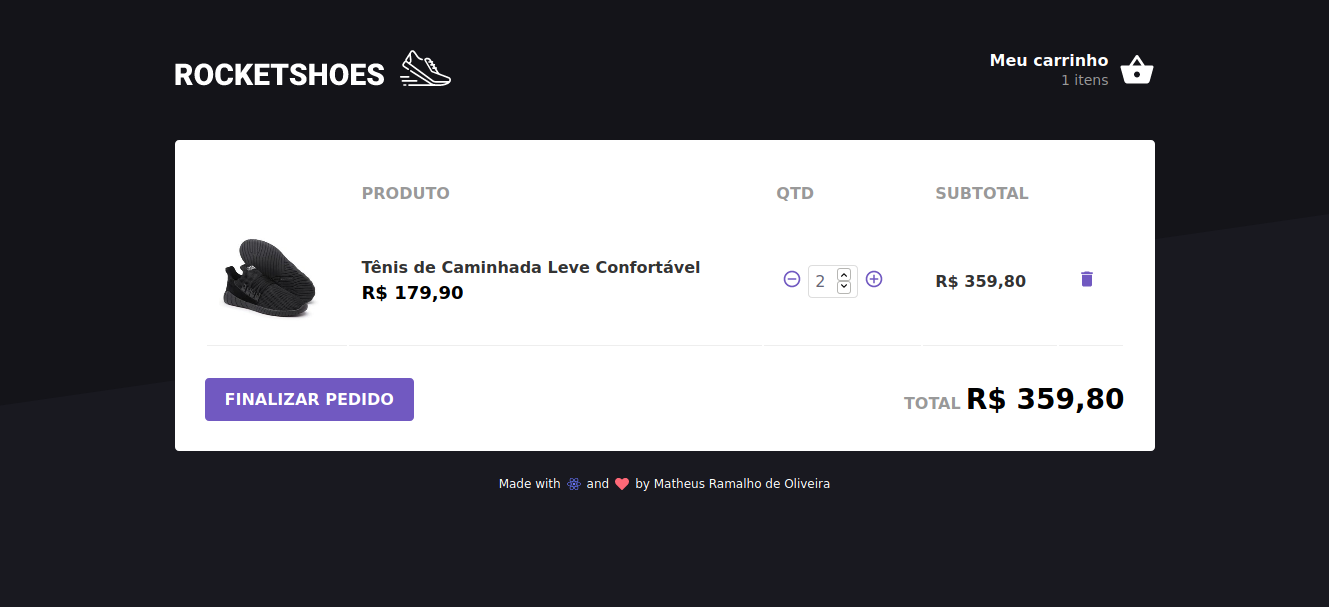 ROCKETSHOES
Meu carrinho
1 itens
PRODUTO QTD SUBTOTAL
Tênis de Caminhada Leve Confortável
R$ 179,90
2
R$ 359,80
FINALIZAR PEDIDO
TOTAL R$ 359,80
Made with and by Matheus Ramalho de Oliveira